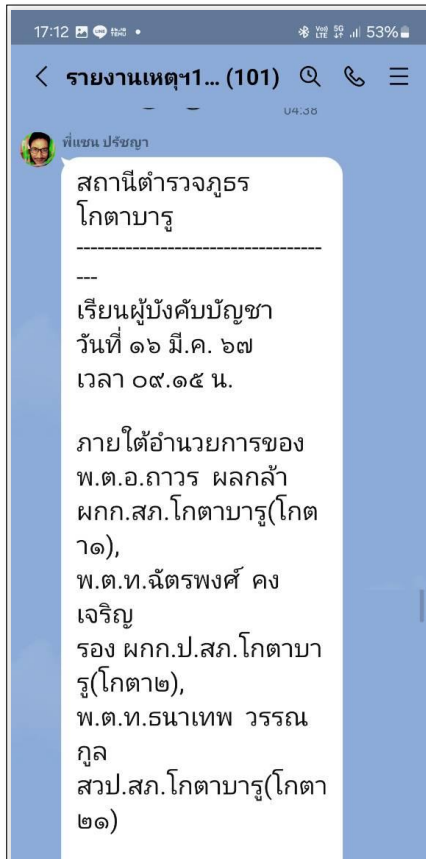 17:12
53%
รายงานเหตุฯ1... (101)
04:38
พี่แซน ปรัชญา
สถานีตำรวจภูธร
โกตาบารู
-----------------------------------
---
เรียนผู้บังคับบัญชา
วันที่ ๑๖ มี.ค. ๖๗
เวลา ๐๙.๑๕ น.
ภายใต้อำนวยการของ
พ.ต.อ.ถาวร ผลกล้า
ผกก.สภ.โกตาบารู(โกต
า๑),
พ.ต.ท.ฉัตรพงศ์ คง
เจริญ
รอง ผกก.ป.สภ.โกตาบา
รู(โกตา๒),
พ.ต.ท.ธนาเทพ วรรณ
กูล
สวป.สภ.โกตาบารู(โกตา
๒๑)